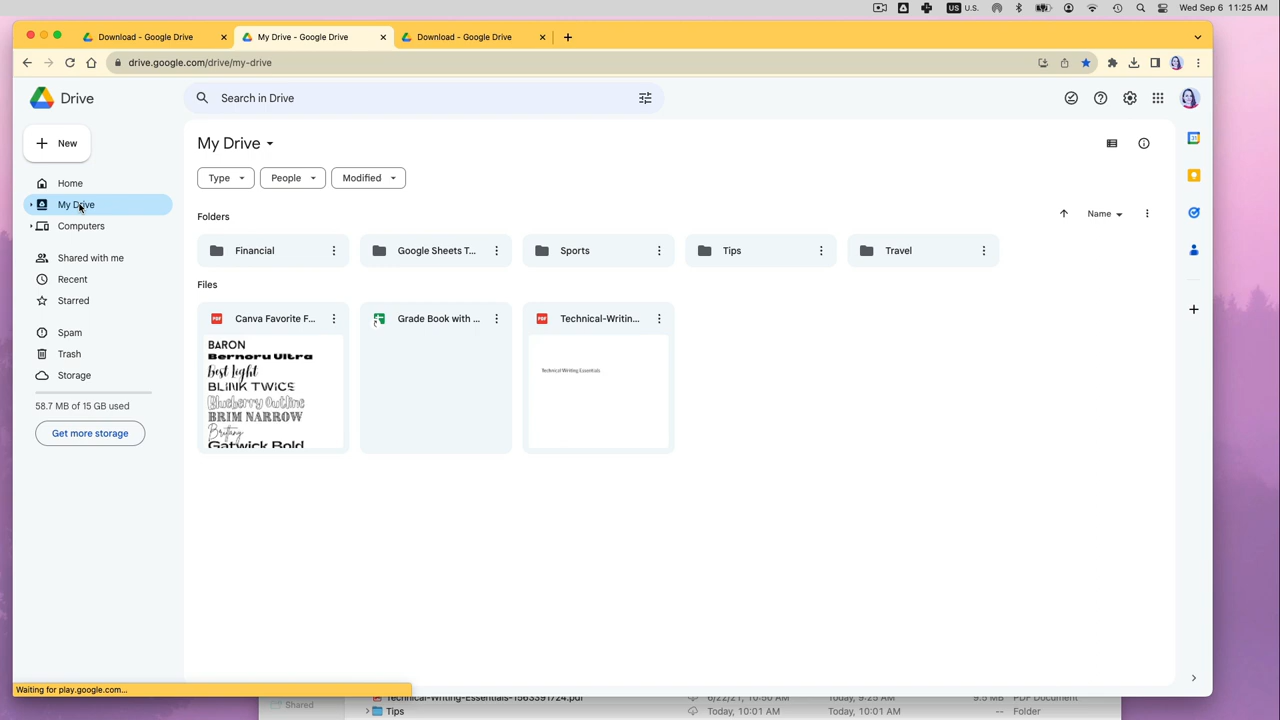 U.S.
Wed Sep 6 11:25 AM
Download - Google Drive
My Drive - Google Drive
Download - Google Drive
drive.google.com/drive/my-drive
Drive
Search in Drive
New
My Drive
Type
People
Modified
Home
My Drive
Computers
Shared with me
Recent
Starred
Spam
Trash
Storage
58.7 MB of 15 GB used
Get more storage
Folders
Name
Financial
Google Sheets T...
Sports
Tips
Travel
Files
PDF Canva Favorite F...
Grade Book with ...
PDF Technical-Writin...
BARON
Bernoru Ultra
Best Light
BLINK TWICE
Blueberry Outline
BRIM NARROW
Brittany
Gatwick Bold
Technical Writing Essentials
31
Waiting for play.google.com...
Technical-Writing-Essentials-1563391724.pdf 6/22/21, 10:50 AM Today, 9:25 AM 9.5 MB PDF Document
Shared
Tips Today, 10:01 AM Today, 10:01 AM -- Folder